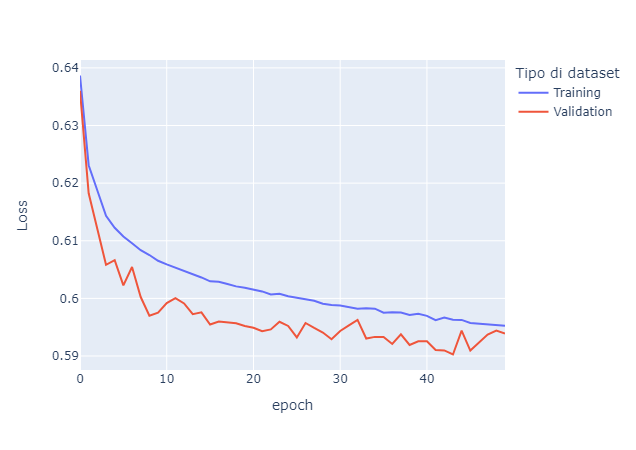 Tipo di dataset
Training
Validation
Loss
0.64
0.63
0.62
0.61
0.6
0.59
0 10 20 30 40
epoch